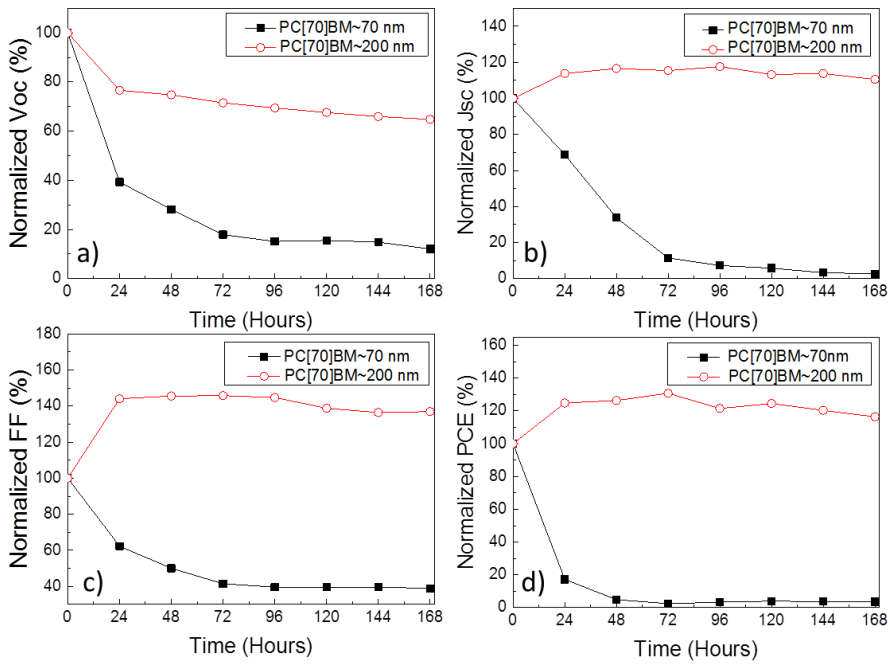 Normalized Voc (%)
100
80
60
40
20
0
PC[70]BM~70 nm
PC[70]BM~200 nm
a)
0 24 48 72 96 120 144 168
Time (Hours)
Normalized Jsc (%)
140
120
100
80
60
40
20
0
PC[70]BM~70 nm
PC[70]BM~200 nm
b)
0 24 48 72 96 120 144 168
Time (Hours)
Normalized FF (%)
180
160
140
120
100
80
60
40
PC[70]BM~70 nm
PC[70]BM~200 nm
c)
0 24 48 72 96 120 144 168
Time (Hours)
Normalized PCE (%)
160
140
120
100
80
60
40
20
0
PC[70]BM~70nm
PC[70]BM~200 nm
d)
0 24 48 72 96 120 144 168
Time (Hours)